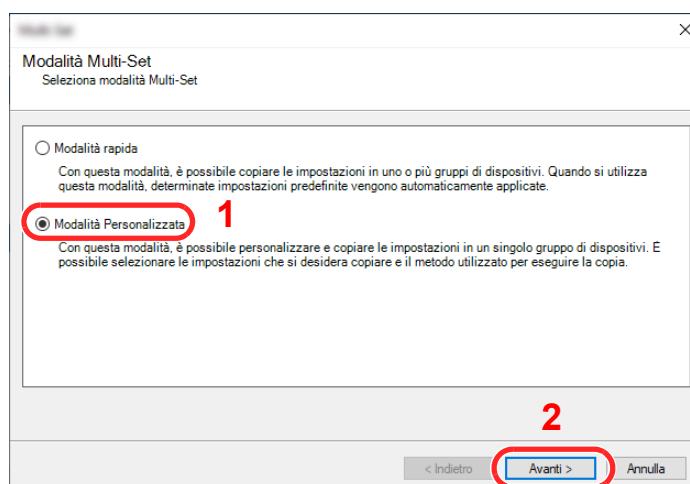 Modalità Multi-Set
Seleziona modalità Multi-Set
Modalità rapida
Con questa modalità, è possibile copiare le impostazioni in uno o più gruppi di dispositivi. Quando si utilizza
questa modalità, determinate impostazioni predefinite vengono automaticamente applicate.
1
Modalità Personalizzata
Con questa modalità, è possibile personalizzare e copiare le impostazioni in un singolo gruppo di dispositivi. È
possibile selezionare le impostazioni che si desidera copiare e il metodo utilizzato per eseguire la copia.
2
< Indietro Avanti > Annulla